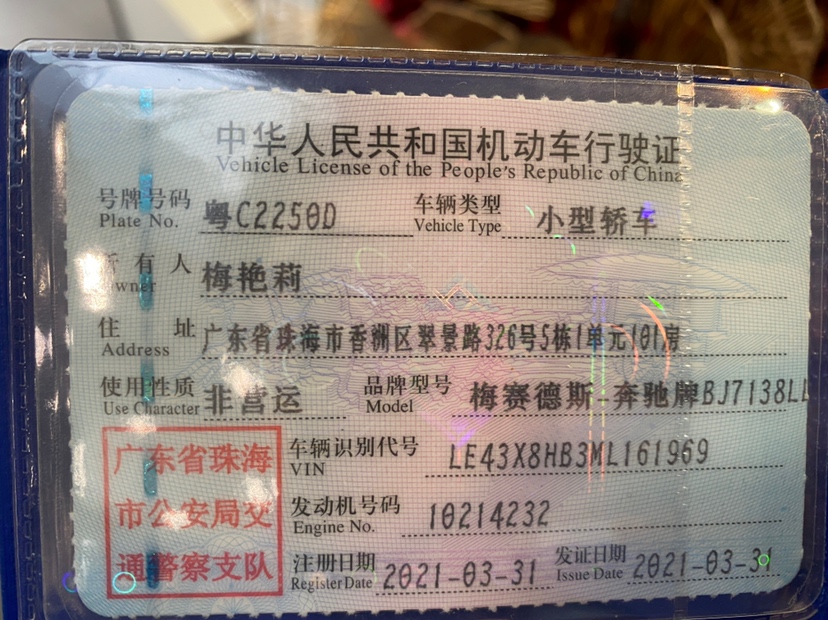 中华人民共和国机动车行驶证
Vehicle License of the People's Republic of China
号牌号码 粤C2250D 车辆类型 小型轿车
Plate No. Vehicle Type
所有人 梅艳莉
Owner
住址 广东省珠海市香洲区翠景路326号5栋1单元101房
Address
使用性质 非营运 品牌型号 梅赛德斯-奔驰牌BJ7138LL
Use Character Model
广东省珠海
市公安局交
通警察支队
车辆识别代号 LE43X8HB3ML161969
VIN
发动机号码 10214232
Engine No.
注册日期 2021-03-31 发证日期 2021-03-31
Register Date Issue Date